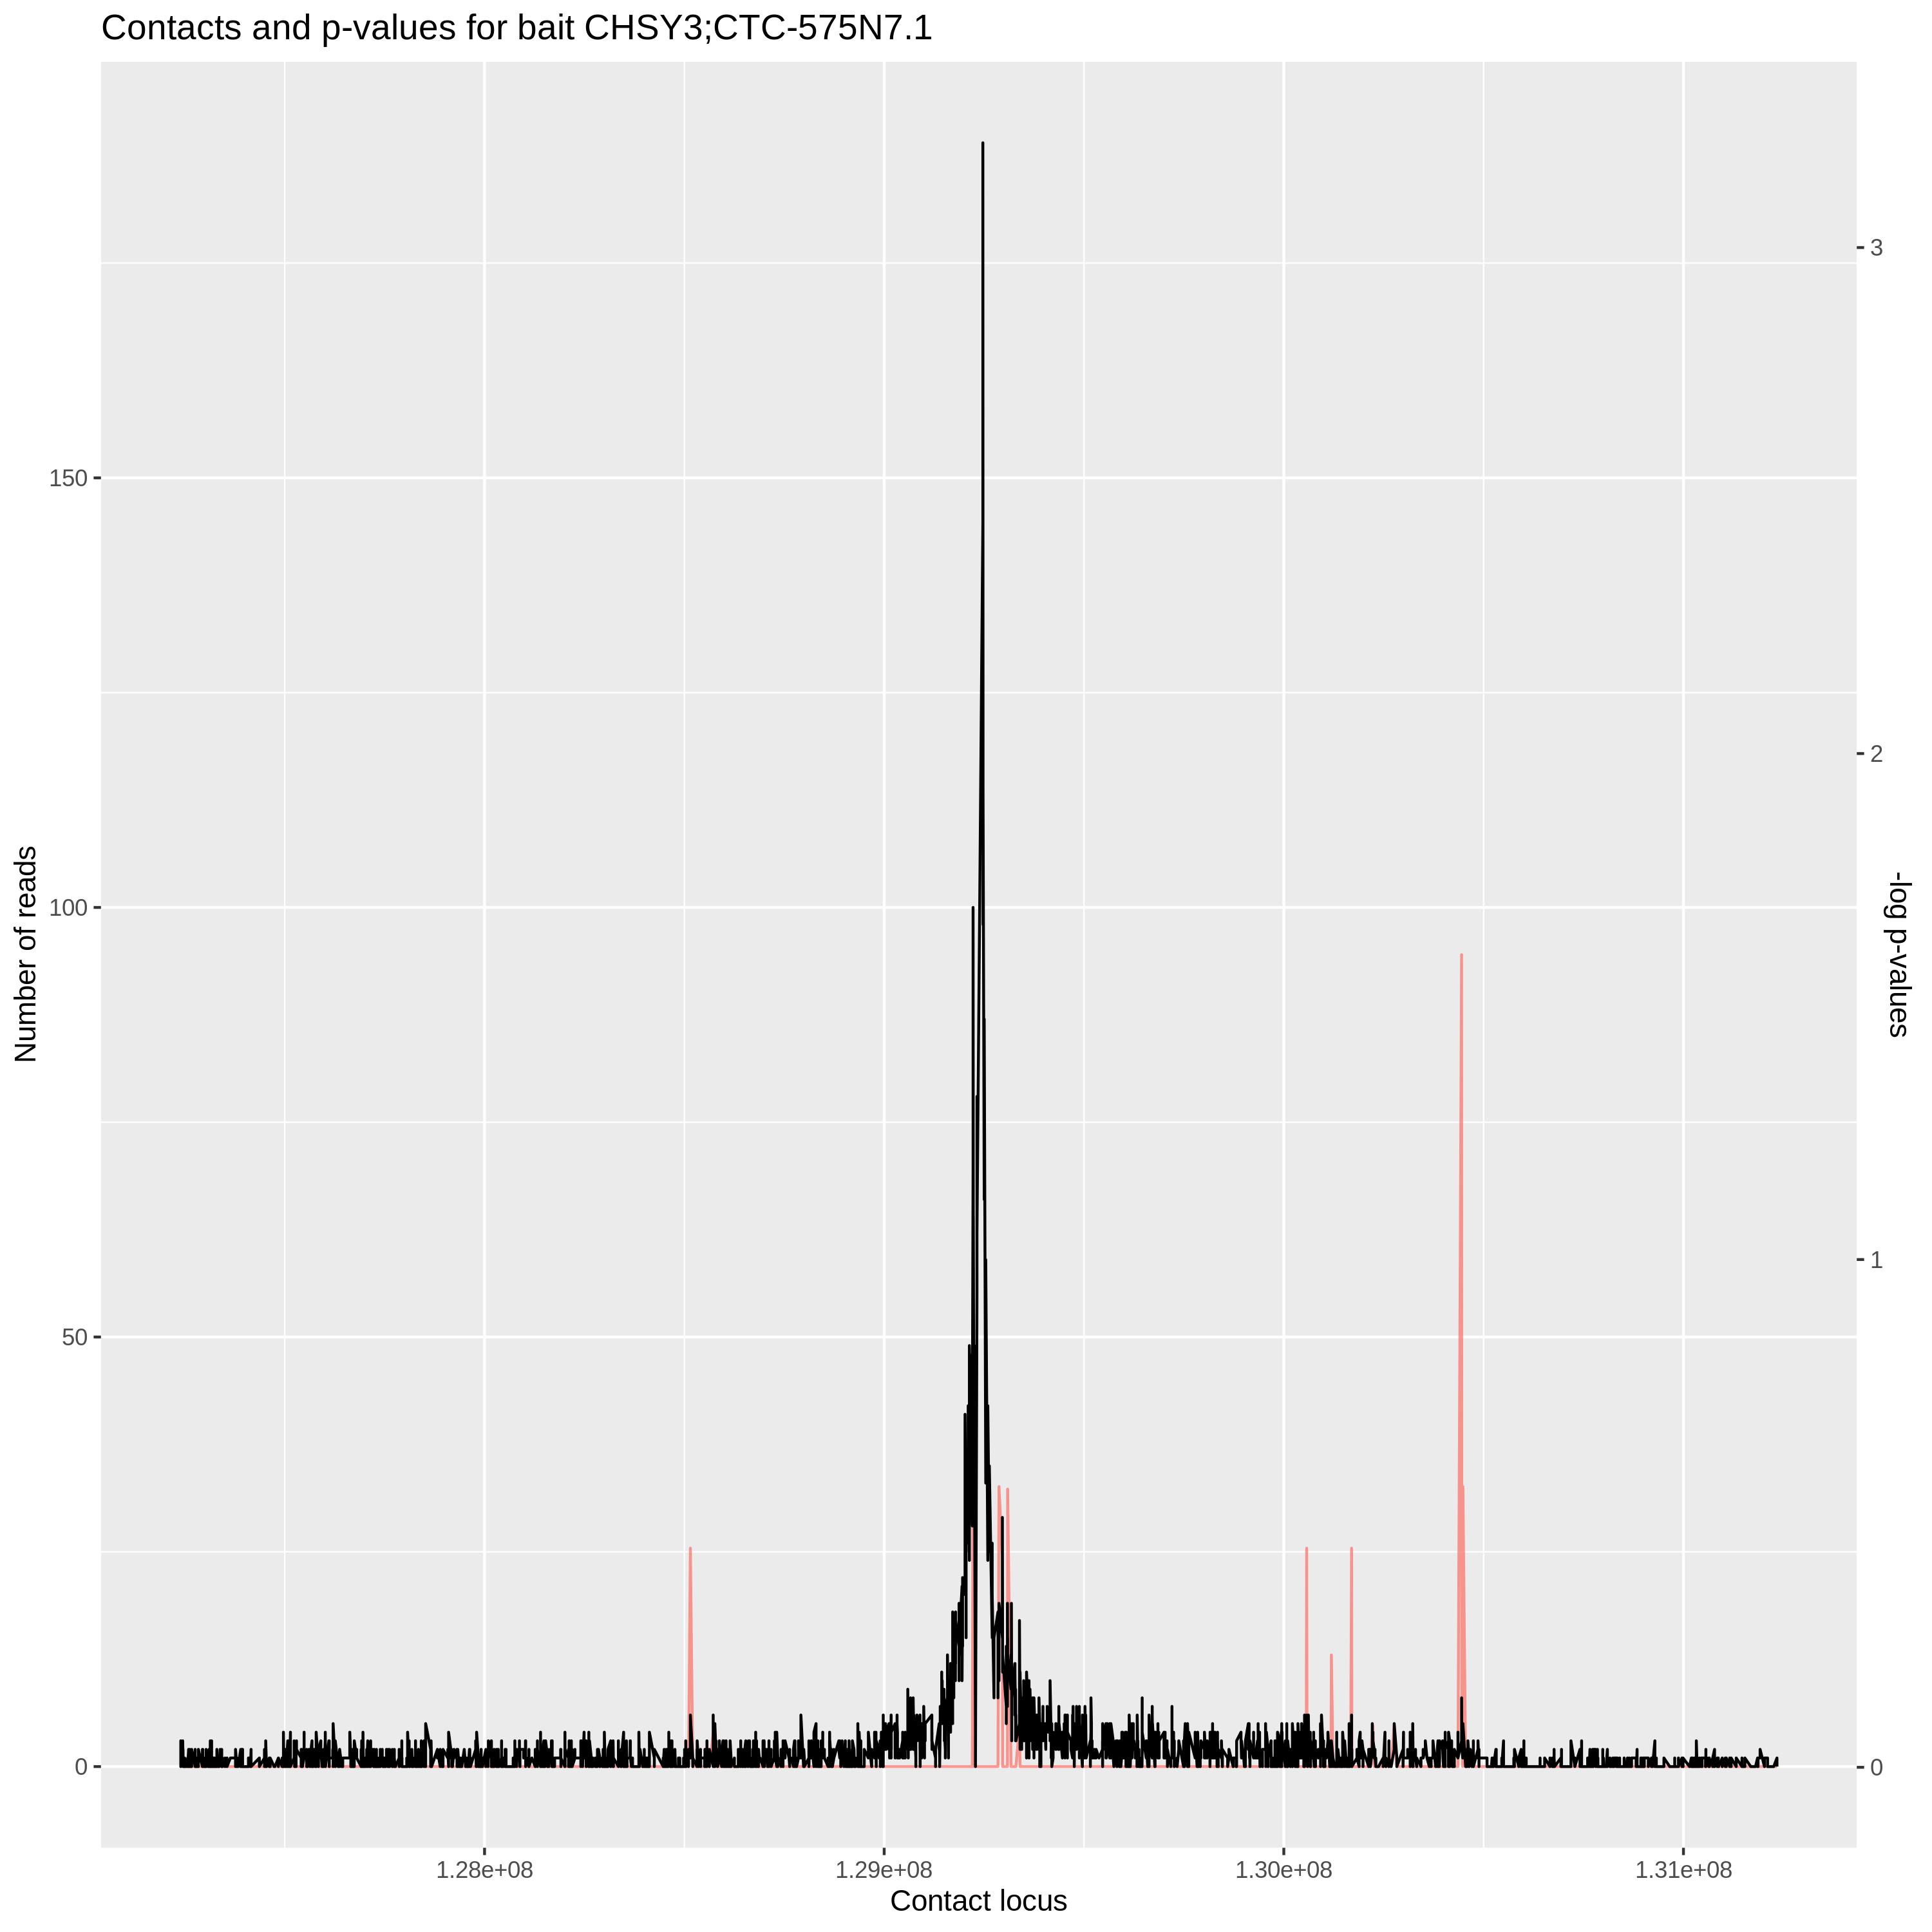 Contacts and p-values for bait CHSY3;CTC-575N7.1
Number of reads
150
100
50
0
3
2
1
0
-log p-values
1.28e+08
1.29e+08
1.30e+08
1.31e+08
Contact locus